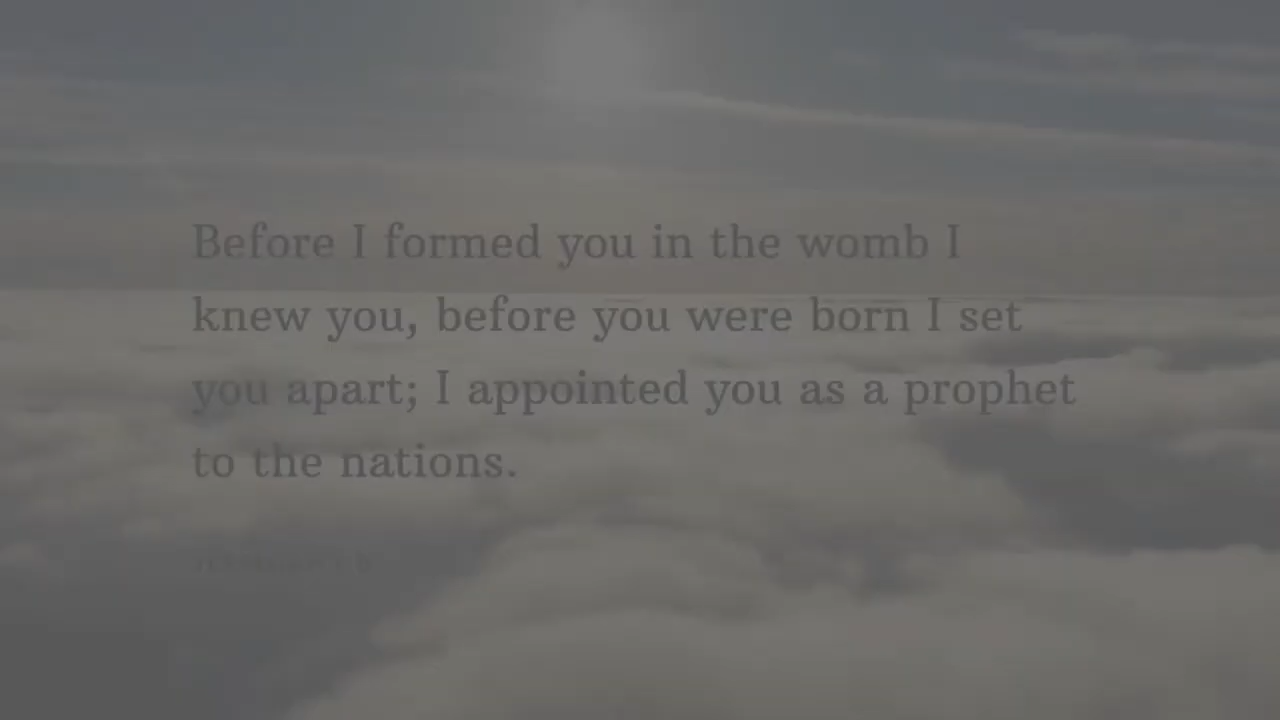 Before I formed you in the womb I
knew you, before you were born I set
you apart; I appointed you as a prophet
to the nations.